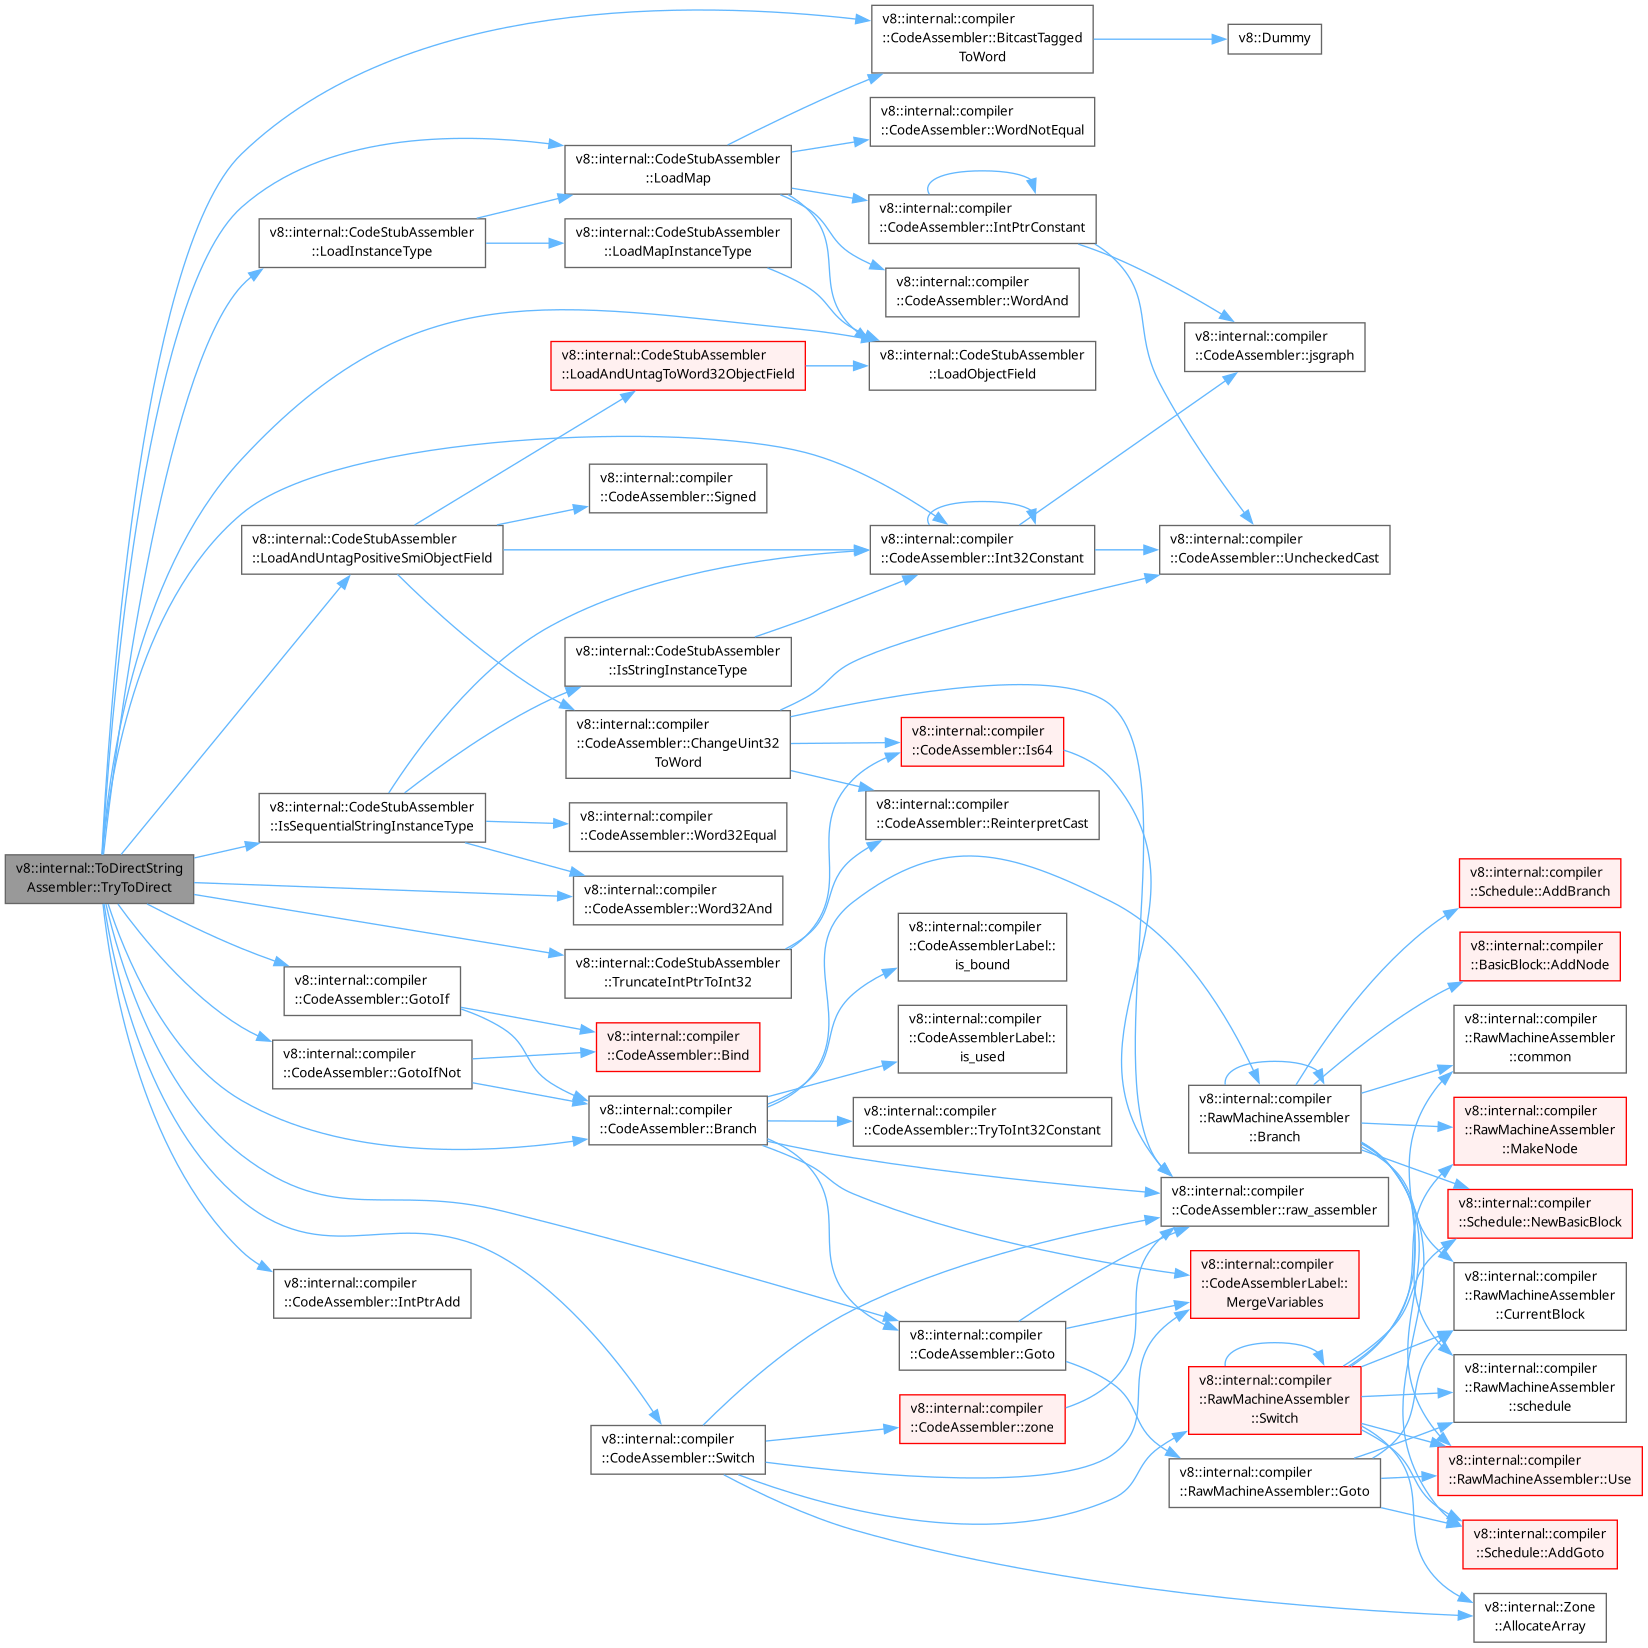 v8::internal::ToDirectString
Assembler::TryToDirect
v8::internal::compiler
::CodeAssembler::BitcastTagged
ToWord
v8::Dummy
v8::internal::compiler
::CodeAssembler::WordNotEqual
v8::internal::CodeStubAssembler
::LoadMap
v8::internal::compiler
::CodeAssembler::IntPtrConstant
v8::internal::CodeStubAssembler
::LoadInstanceType
v8::internal::CodeStubAssembler
::LoadMapInstanceType
v8::internal::compiler
::CodeAssembler::WordAnd
v8::internal::compiler
::CodeAssembler::jsgraph
v8::internal::CodeStubAssembler
::LoadAndUntagToWord32ObjectField
v8::internal::CodeStubAssembler
::LoadObjectField
v8::internal::compiler
::CodeAssembler::Signed
v8::internal::CodeStubAssembler
::LoadAndUntagPositiveSmiObjectField
v8::internal::compiler
::CodeAssembler::Int32Constant
v8::internal::compiler
::CodeAssembler::UncheckedCast
v8::internal::CodeStubAssembler
::IsStringInstanceType
v8::internal::compiler
::CodeAssembler::ChangeUint32
ToWord
v8::internal::compiler
::CodeAssembler::Is64
v8::internal::CodeStubAssembler
::IsSequentialStringInstanceType
v8::internal::compiler
::CodeAssembler::Word32Equal
v8::internal::compiler
::CodeAssembler::ReinterpretCast
v8::internal::compiler
::CodeAssembler::Word32And
v8::internal::compiler
::Schedule::AddBranch
v8::internal::CodeStubAssembler
::TruncateIntPtrToInt32
v8::internal::compiler
::CodeAssemblerLabel::
is_bound
v8::internal::compiler
::BasicBlock::AddNode
v8::internal::compiler
::CodeAssembler::GotoIf
v8::internal::compiler
::CodeAssembler::Bind
v8::internal::compiler
::CodeAssemblerLabel::
is_used
v8::internal::compiler
::RawMachineAssembler
::common
v8::internal::compiler
::CodeAssembler::GotoIfNot
v8::internal::compiler
::CodeAssembler::Branch
v8::internal::compiler
::CodeAssembler::TryToInt32Constant
v8::internal::compiler
::RawMachineAssembler
::Branch
v8::internal::compiler
::RawMachineAssembler
::MakeNode
v8::internal::compiler
::CodeAssembler::raw_assembler
v8::internal::compiler
::Schedule::NewBasicBlock
v8::internal::compiler
::CodeAssembler::IntPtrAdd
v8::internal::compiler
::CodeAssemblerLabel::
MergeVariables
v8::internal::compiler
::RawMachineAssembler
::CurrentBlock
v8::internal::compiler
::CodeAssembler::Goto
v8::internal::compiler
::RawMachineAssembler
::Switch
v8::internal::compiler
::RawMachineAssembler
::schedule
v8::internal::compiler
::CodeAssembler::zone
v8::internal::compiler
::CodeAssembler::Switch
v8::internal::compiler
::RawMachineAssembler::Goto
v8::internal::compiler
::RawMachineAssembler::Use
v8::internal::compiler
::Schedule::AddGoto
v8::internal::Zone
::AllocateArray